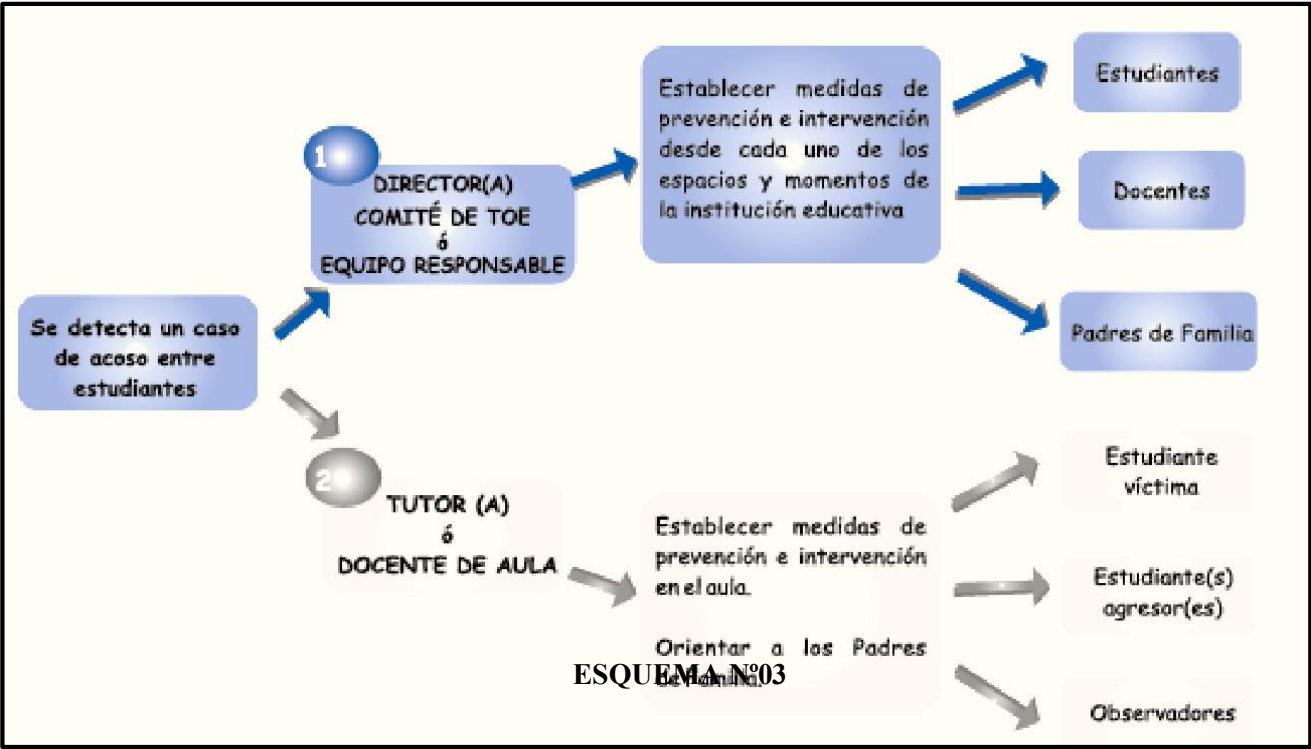 Se detecta un caso
de acoso entre
estudiantes
1
DIRECTOR(A)
COMITÉ DE TOE
ó
EQUIPO RESPONSABLE
Establecer medidas de
prevención e intervención
desde cada uno de los
espacios y momentos de
la institución educativa
Estudiantes
Docentes
Padres de Familia
2
TUTOR (A)
ó
DOCENTE DE AULA
Establecer medidas de
prevención e intervención
en el aula.
Orientar a los Padres
de Familia.
Estudiante
víctima
Estudiante(s)
agresor(es)
Observadores
ESQUEMA Nº03